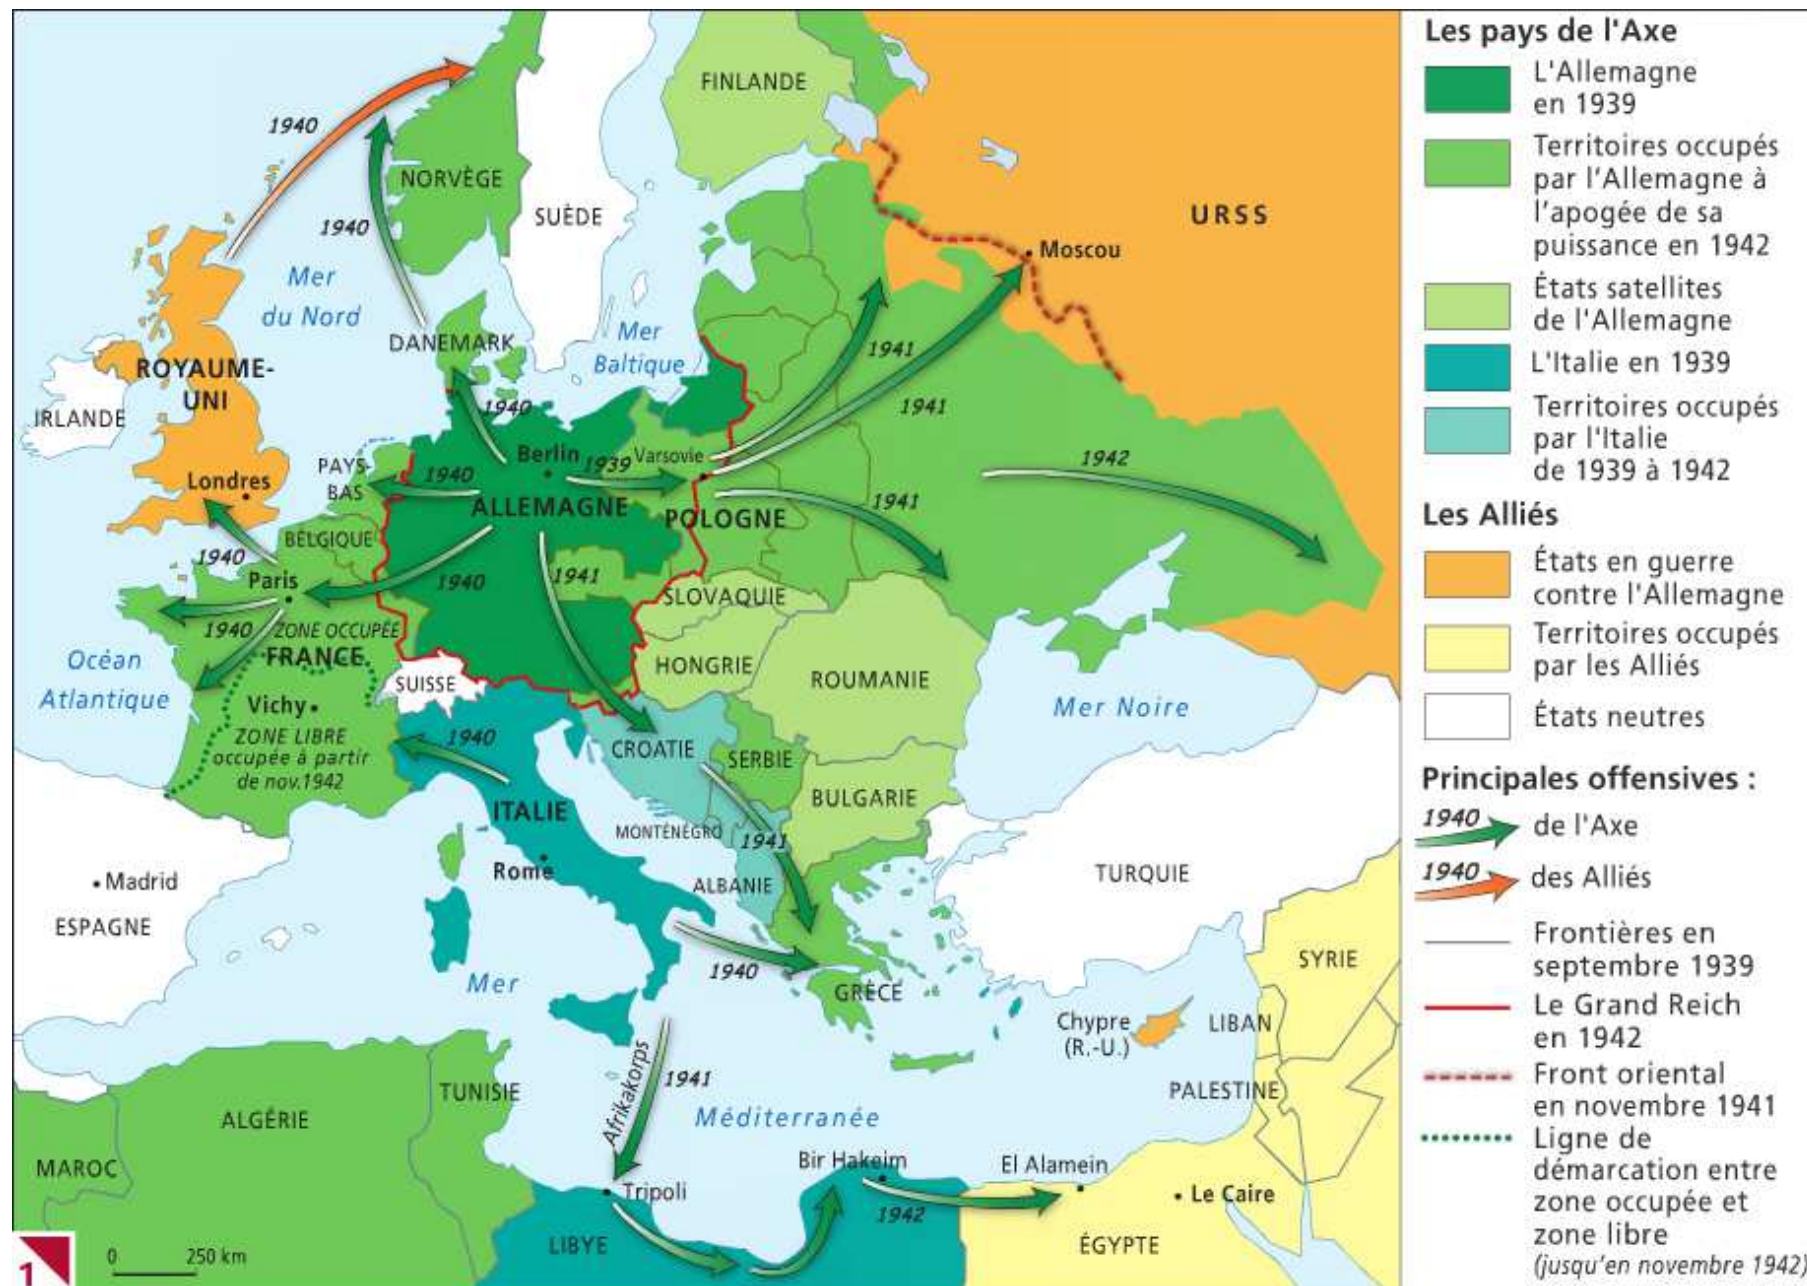 FINLANDE
1940
NORVÈGE
SUÈDE
URSS
1940
Moscou
Mer
du Nord
Mer
Baltique
DANEMARK
1941
ROYAUME-
UNI
IRLANDE
1940
1941
Berlin
Varsovie
1939
1942
PAYS-
BAS
1940
Londres
ALLEMAGNE
POLOGNE
1941
BELGIQUE
1940
Paris
1940
1941
SLOVAQUIE
1940
ZONE OCCUPÉE
FRANCE
Océan
Atlantique
SUISSE
HONGRIE
ROUMANIE
Vichy
Mer Noire
ZONE LIBRE
occupée à partir
de nov.1942
1940
CROATIE
SERBIE
BULGARIE
ITALIE
MONTÉNÉGRO
1941
Rome
ALBANIE
TURQUIE
Madrid
ESPAGNE
1940
SYRIE
Mer
GRÈCE
Chypre
(R.-U.)
LIBAN
Afrikakorps
1941
TUNISIE
PALESTINE
ALGÉRIE
Méditerranée
MAROC
Bir Hakeim
El Alamein
Tripoli
Le Caire
1942
LIBYE
ÉGYPTE
0 250 km
1
Les pays de l'Axe
L'Allemagne
en 1939
Territoires occupés
par l'Allemagne à
l'apogée de sa
puissance en 1942
États satellites
de l'Allemagne
L'Italie en 1939
Territoires occupés
par l'Italie
de 1939 à 1942
Les Alliés
États en guerre
contre l'Allemagne
Territoires occupés
par les Alliés
États neutres
Principales offensives :
1940
de l'Axe
1940
des Alliés
Frontières en
septembre 1939
Le Grand Reich
en 1942
Front oriental
en novembre 1941
Ligne de
démarcation entre
zone occupée et
zone libre
(jusqu'en novembre 1942)